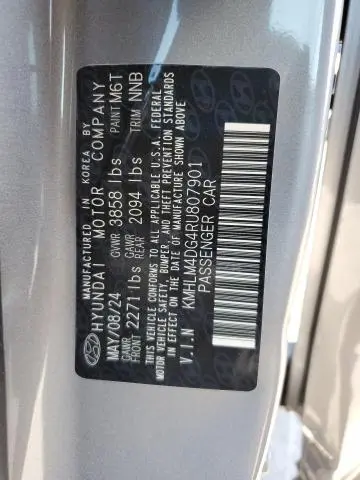 MANUFACTURED IN KOREA BY
HYUNDAI MOTOR COMPANY
MAY/08/24 GVWR 3858 lbs PAINT M6T
GAWR FRONT 2271 lbs GAWR REAR 2094 lbs TRIM NNB
THIS VEHICLE CONFORMS TO ALL APPLICABLE U.S.A. FEDERAL
MOTOR VEHICLE SAFETY, BUMPER, AND THEFT PREVENTION STANDARDS
IN EFFECT ON THE DATE OF MANUFACTURE SHOWN ABOVE.
V.I.N KMHLM4DG4RU807901
PASSENGER CAR